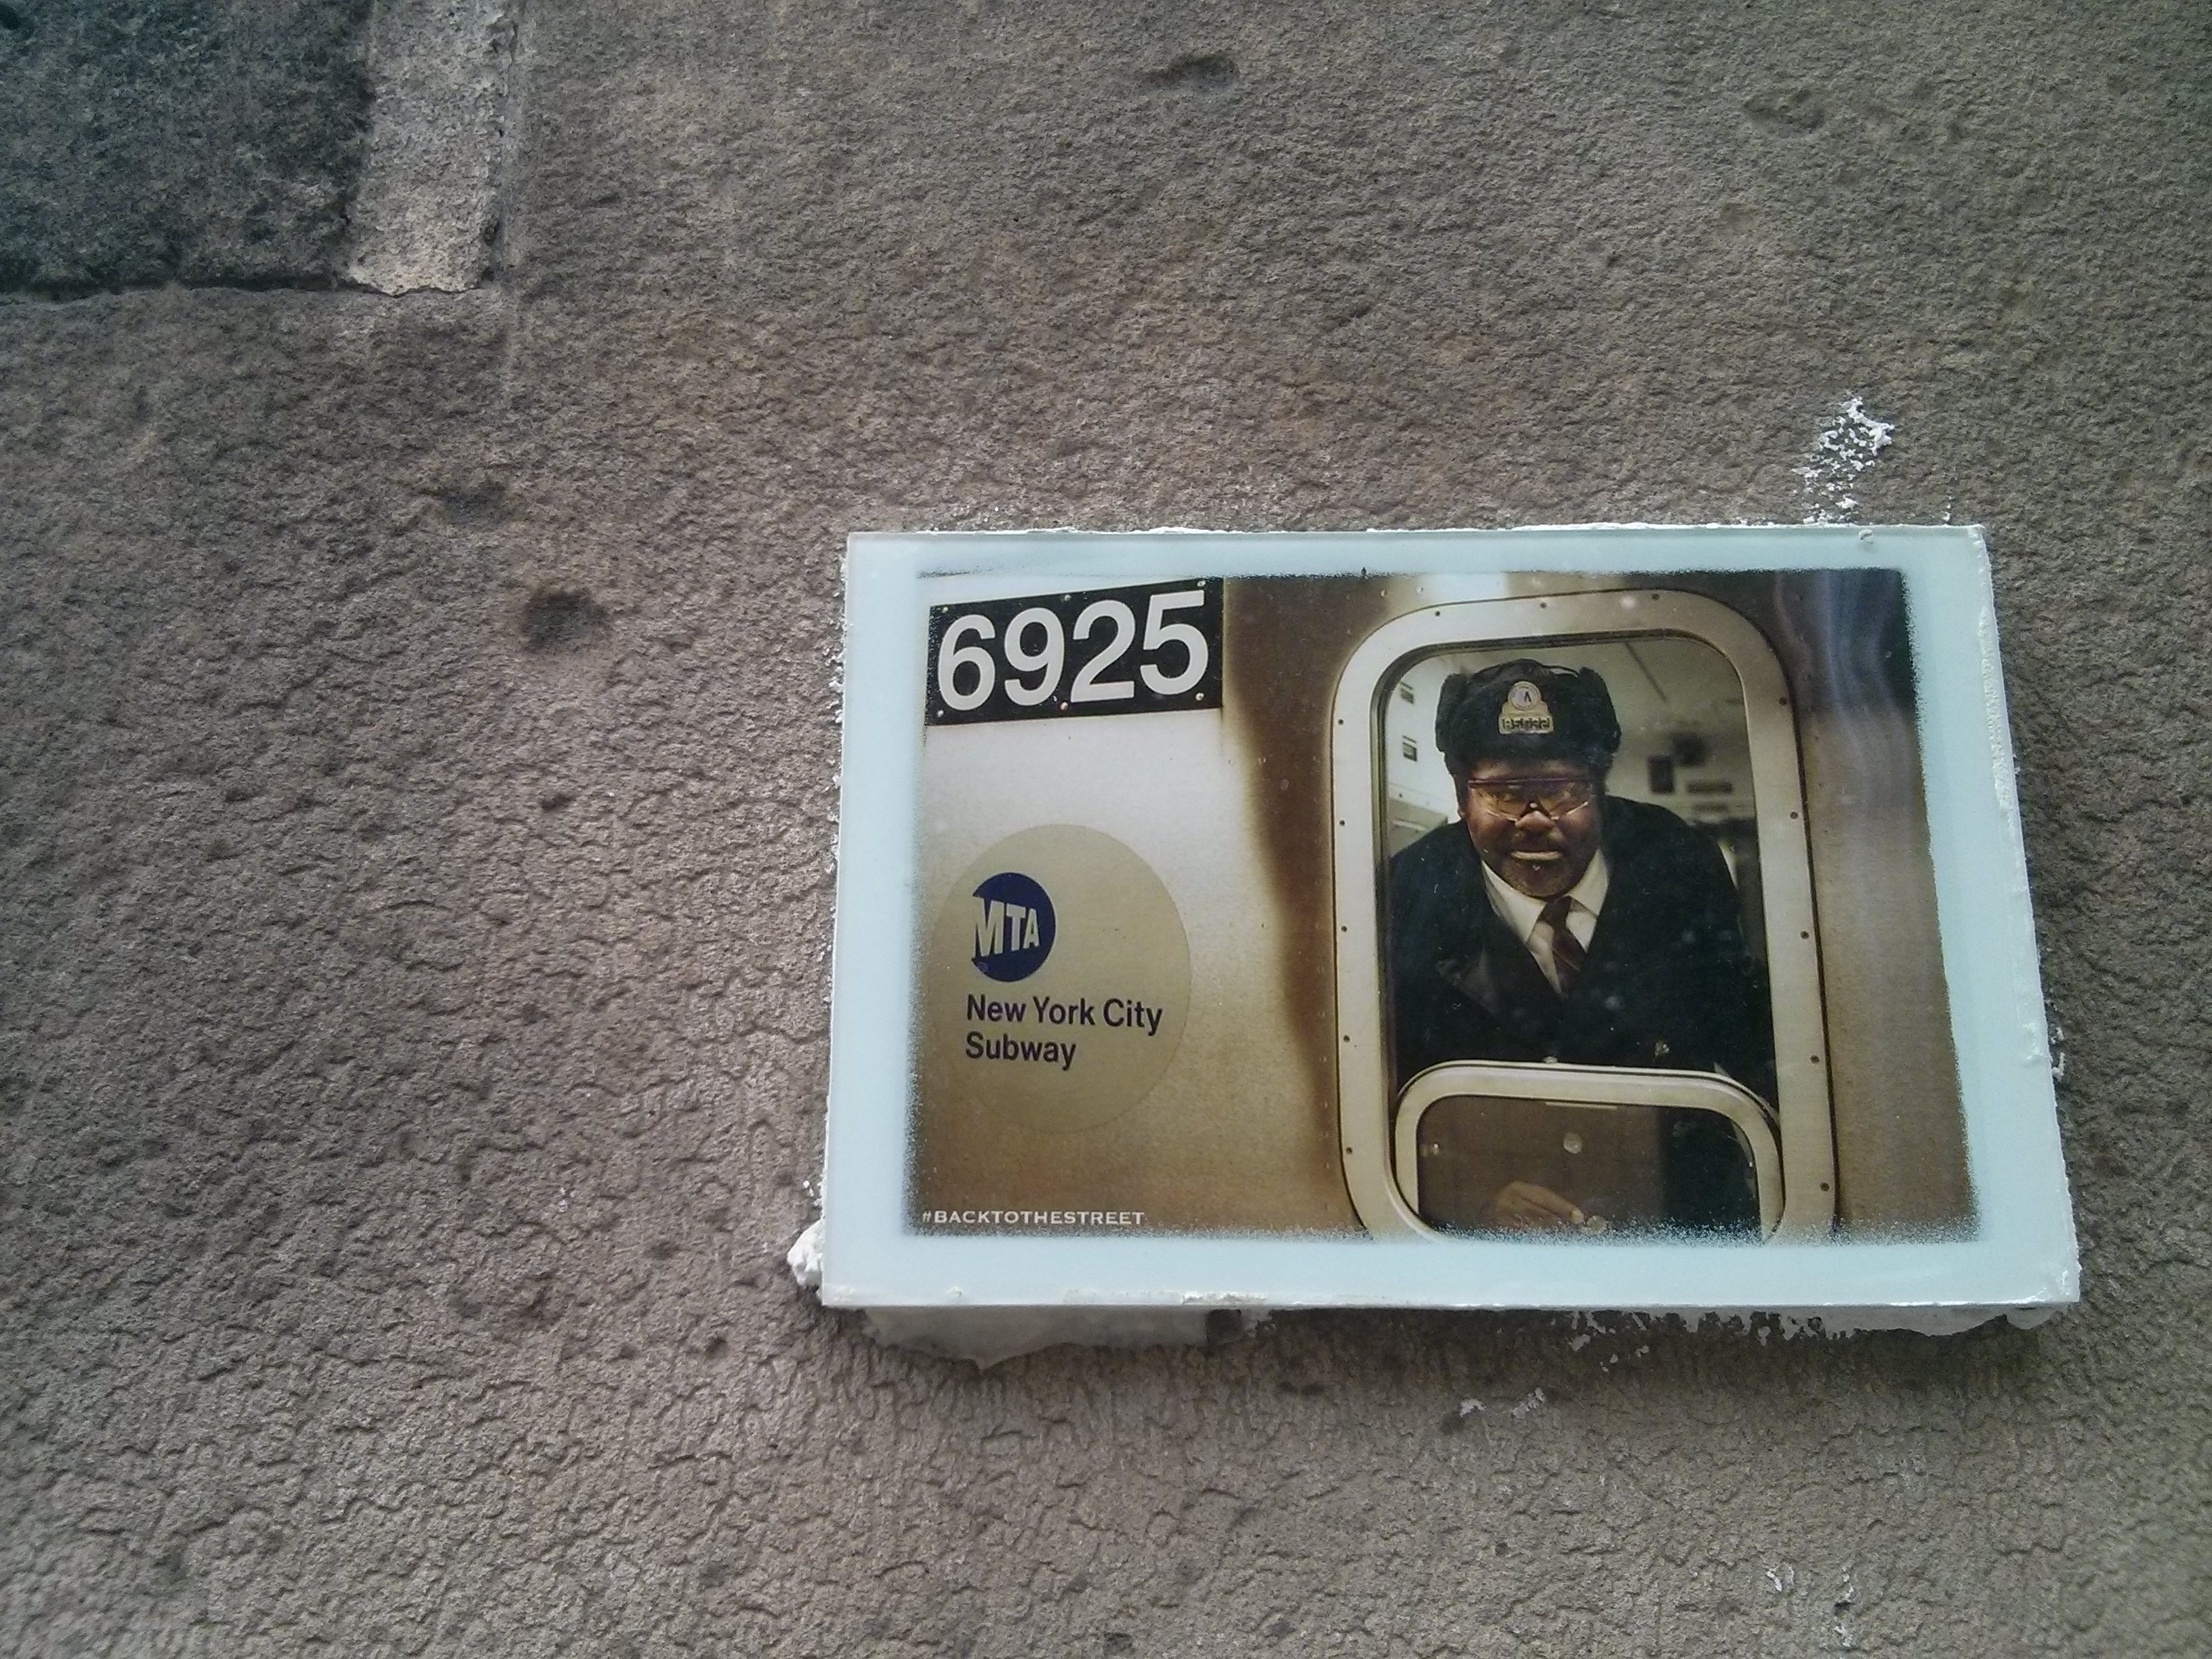 6925
MTA
New York City
Subway
#BACKTOTHESTREET